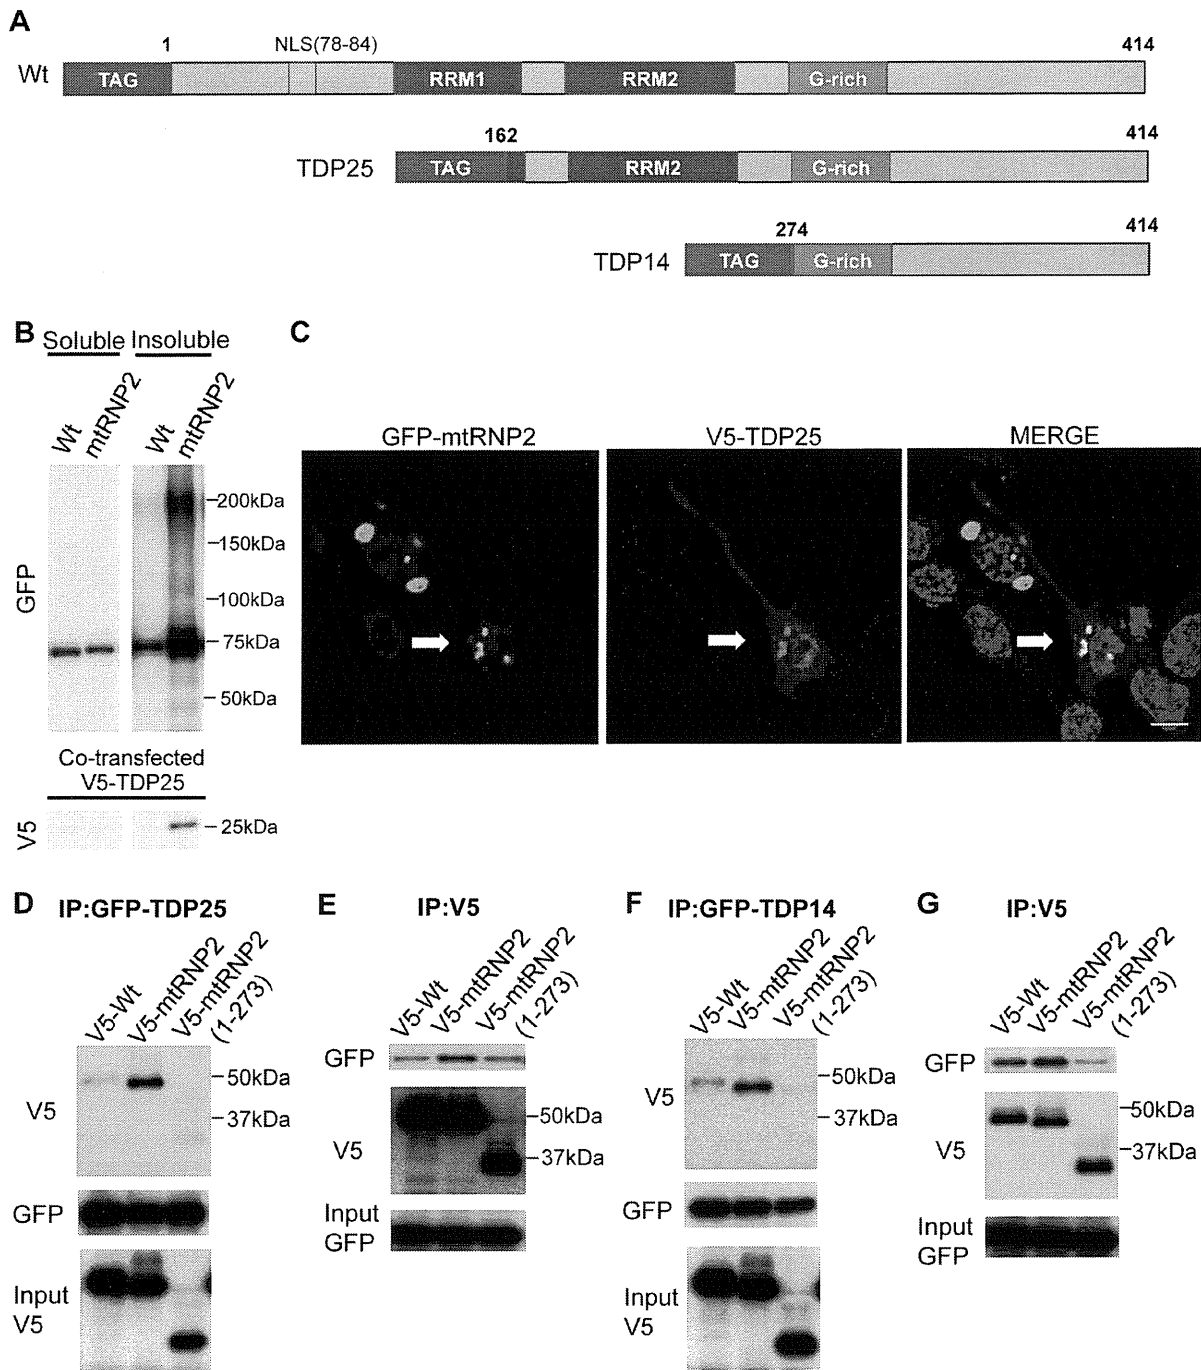 A
1 NLS(78-84) 414
Wt TAG RRM1 RRM2 G-rich
162 414
TDP25 TAG RRM2 G-rich
274 414
TDP14 TAG G-rich
B
Soluble Insoluble
Wt mtRNP2 Wt mtRNP2
GFP
200kDa
150kDa
100kDa
75kDa
50kDa
Co-transfected
V5-TDP25
V5
25kDa
C
GFP-mtRNP2 V5-TDP25 MERGE
D IP:GFP-TDP25
V5-Wt
V5-mtRNP2
V5-mtRNP2
(1-273)
V5
50kDa
37kDa
GFP
Input
V5
E IP:V5
V5-Wt
V5-mtRNP2
V5-mtRNP2
(1-273)
GFP
V5
50kDa
37kDa
Input
GFP
F IP:GFP-TDP14
V5-Wt
V5-mtRNP2
V5-mtRNP2
(1-273)
V5
50kDa
37kDa
GFP
Input
V5
G IP:V5
V5-Wt
V5-mtRNP2
V5-mtRNP2
(1-273)
GFP
V5
50kDa
37kDa
Input
GFP